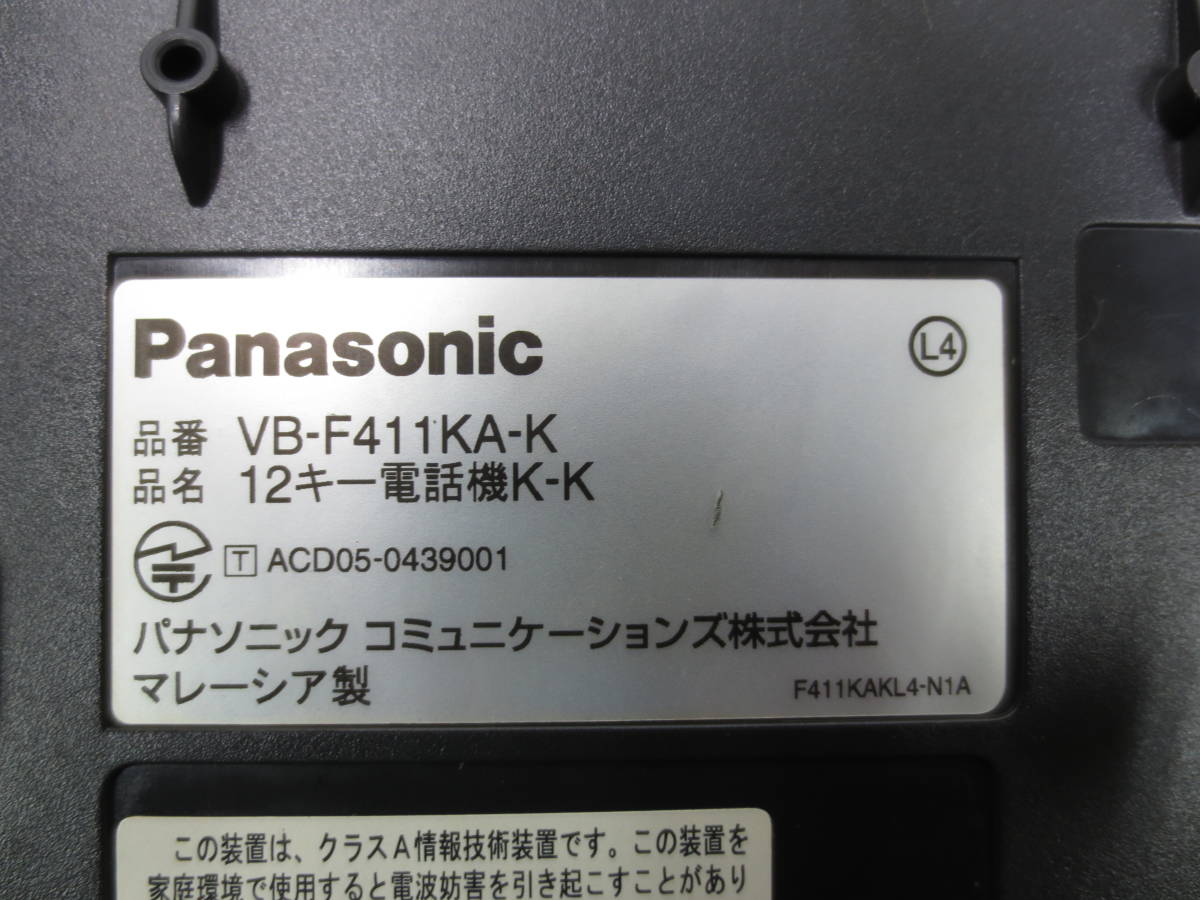 Panasonic
L4
品番 VB-F411KA-K
品名 12キー電話機K-K
T ACD05-0439001
パナソニック コミュニケーションズ株式会社
マレーシア製
F411KAKL4-N1A
この装置は、クラスA情報技術装置です。この装置を
家庭環境で使用すると電波妨害を引き起こすことがあり